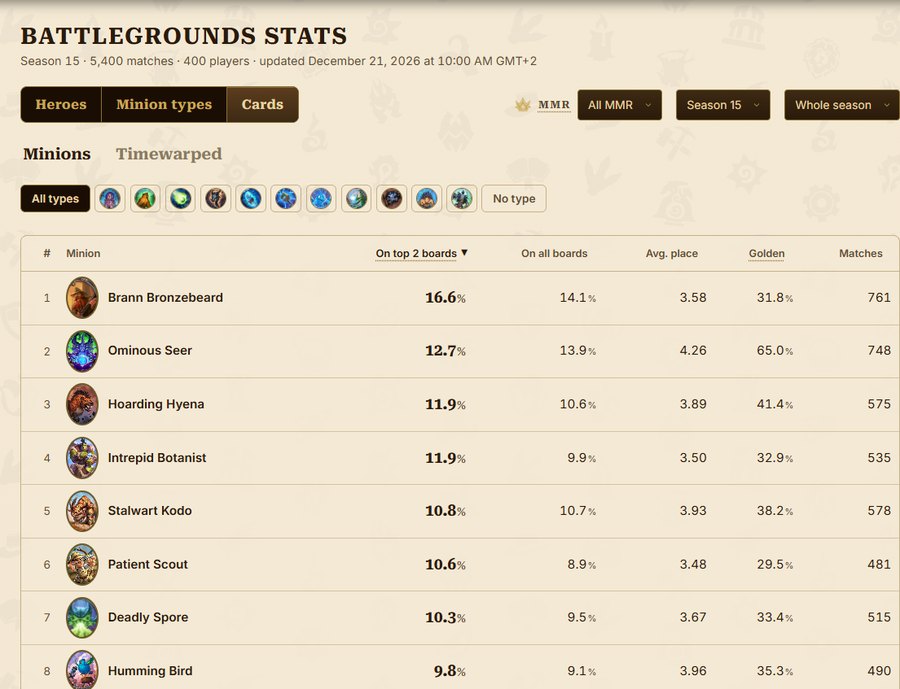 BATTLEGROUNDS STATS
Season 15 · 5,400 matches · 400 players · updated December 21, 2026 at 10:00 AM GMT+2
Heroes Minion types Cards MMR All MMR Season 15 Whole season
Minions Timewarped
All types No type
# Minion On top 2 boards ▼ On all boards Avg. place Golden Matches
1 Brann Bronzebeard 16.6% 14.1% 3.58 31.8% 761
2 Ominous Seer 12.7% 13.9% 4.26 65.0% 748
3 Hoarding Hyena 11.9% 10.6% 3.89 41.4% 575
4 Intrepid Botanist 11.9% 9.9% 3.50 32.9% 535
5 Stalwart Kodo 10.8% 10.7% 3.93 38.2% 578
6 Patient Scout 10.6% 8.9% 3.48 29.5% 481
7 Deadly Spore 10.3% 9.5% 3.67 33.4% 515
8 Humming Bird 9.8% 9.1% 3.96 35.3% 490